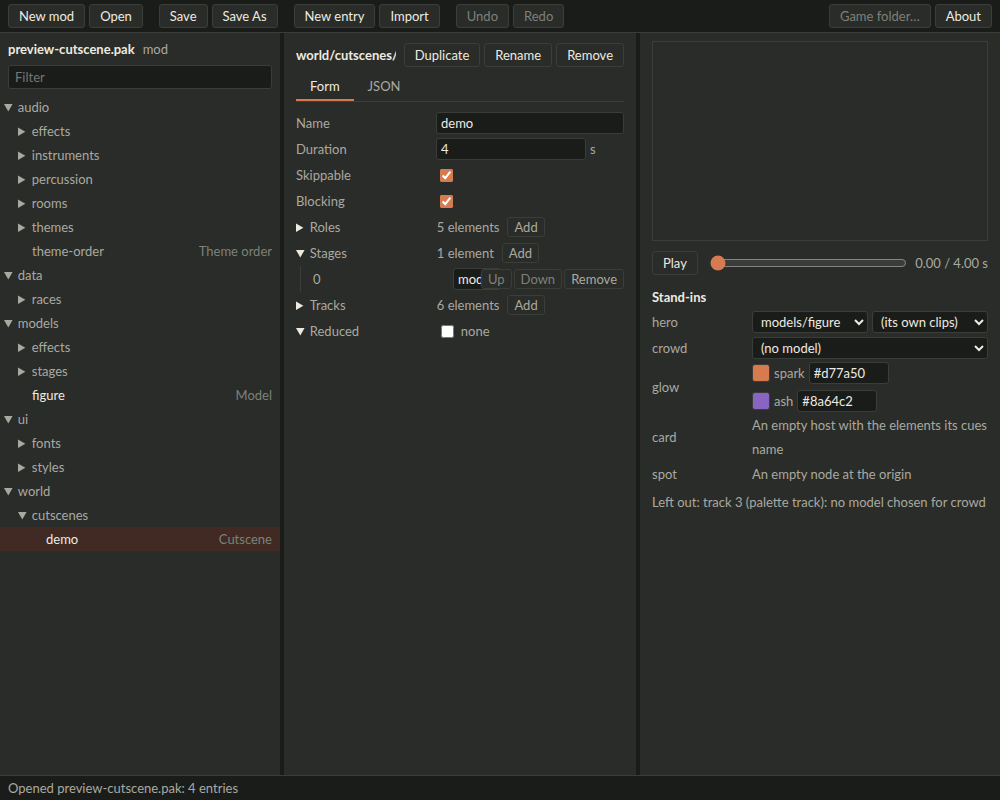 New mod Open Save Save As New entry Import Undo Redo Game folder... About
preview-cutscene.pak mod
Filter
audio
effects
instruments
percussion
rooms
themes
theme-order Theme order
data
races
models
effects
stages
figure Model
ui
fonts
styles
world
cutscenes
demo Cutscene
world/cutscenes/ Duplicate Rename Remove
Form JSON
Name demo
Duration 4 s
Skippable
Blocking
Roles 5 elements Add
Stages 1 element Add
0 mod Up Down Remove
Tracks 6 elements Add
Reduced none
Play 0.00 / 4.00 s
Stand-ins
hero models/figure (its own clips)
crowd (no model)
glow spark #d77a50
ash #8a64c2
card An empty host with the elements its cues
name
spot An empty node at the origin
Left out: track 3 (palette track): no model chosen for crowd
Opened preview-cutscene.pak: 4 entries